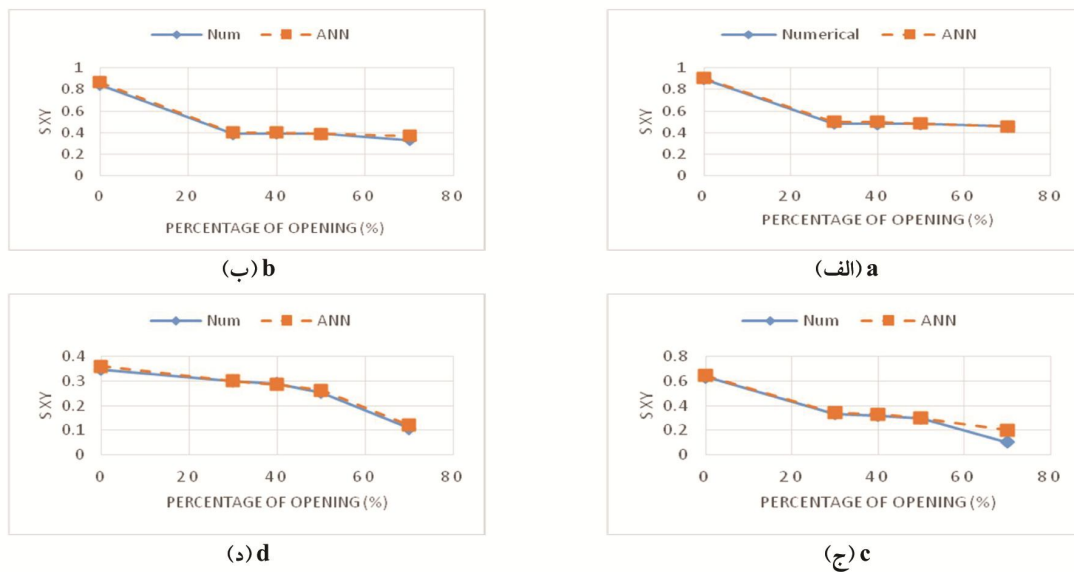 Num ANN
1
0.8
0.6
0.4
0.2
0
S XY
0 20 40 60 80
PERCENTAGE OF OPENING (%)
b (ب)
Numerical ANN
1
0.8
0.6
0.4
0.2
0
S XY
0 20 40 60 80
PERCENTAGE OF OPENING (%)
a (الف)
Num ANN
0.4
0.3
0.2
0.1
0
S XY
0 20 40 60 80
PERCENTAGE OF OPENING (%)
d (د)
Num ANN
0.8
0.6
0.4
0.2
0
S XY
0 20 40 60 80
PERCENTAGE OF OPENING (%)
c (ج)